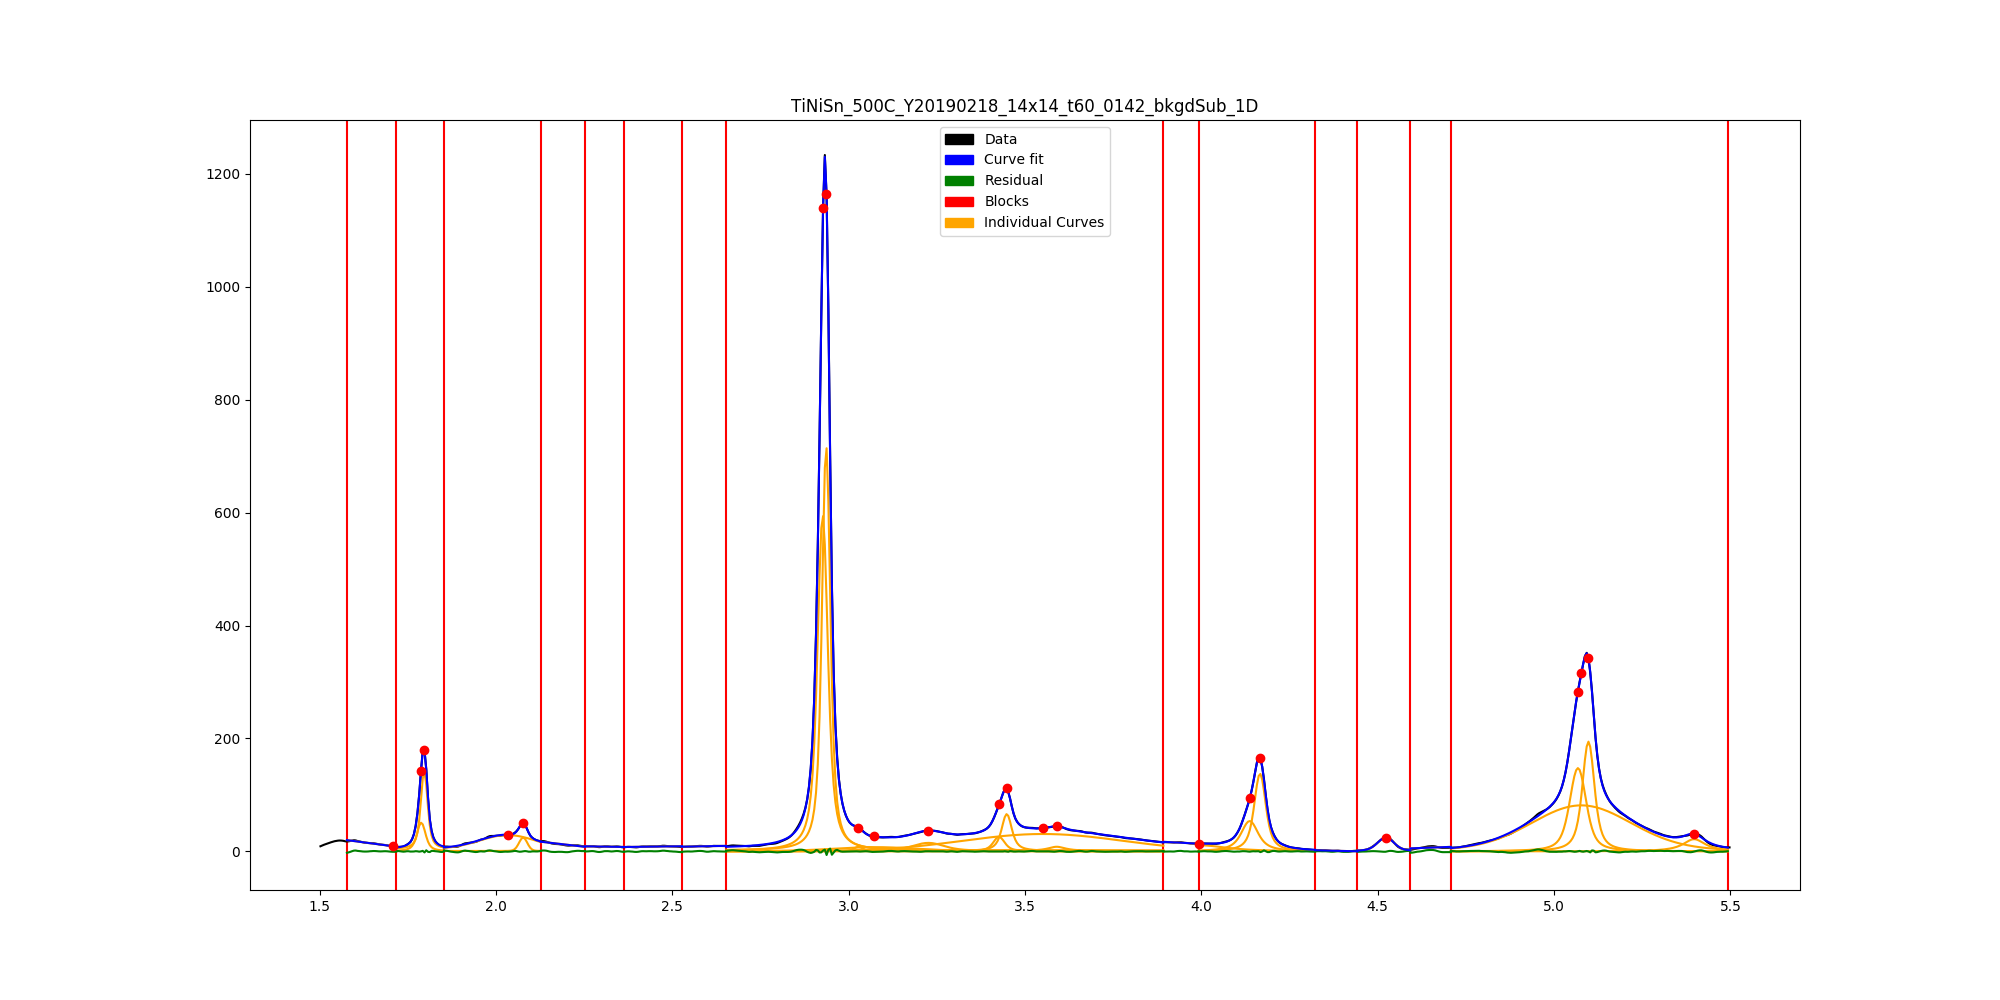 TiNiSn_500C_Y20190218_14x14_t60_0142_bkgdSub_1D
Data
Curve fit
Residual
Blocks
Individual Curves
1200
1000
800
600
400
200
0
1.5 2.0 2.5 3.0 3.5 4.0 4.5 5.0 5.5